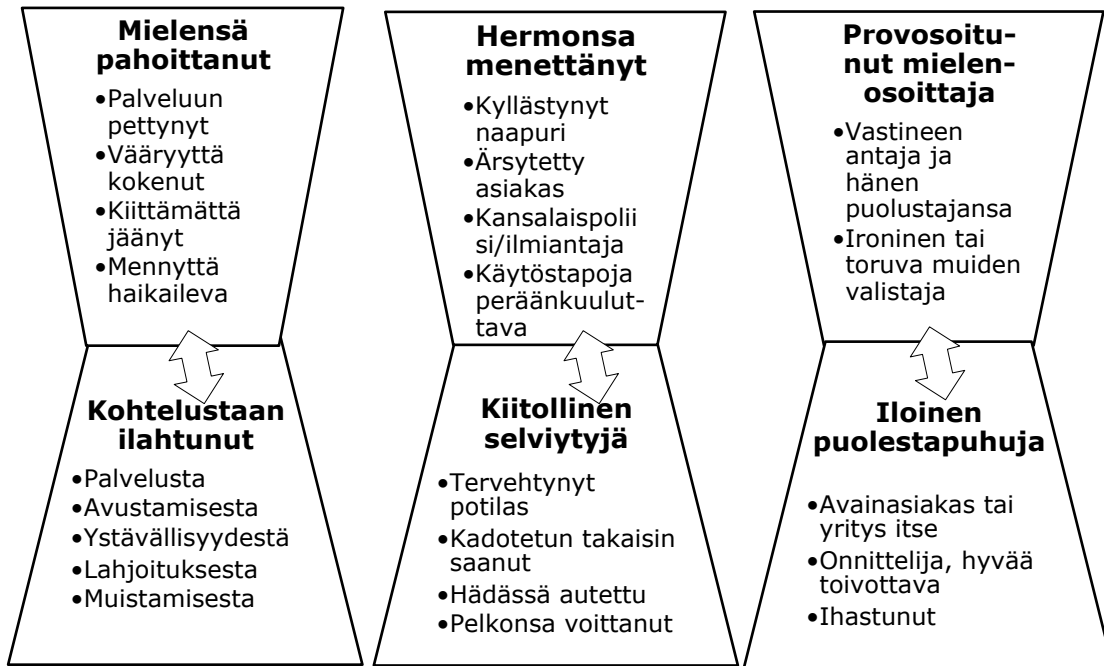 Mielensä
pahoittanut
•Palveluun
pettynyt
•Vääryyttä
kokenut
•Kiittämättä
jäänyt
•Mennyttä
haikaileva
Hermonsa
menettänyt
•Kyllästynyt
naapuri
•Ärsytetty
asiakas
•Kansalaispolii
si/ilmiantaja
•Käytöstapoja
peräänkuulut-
tava
Provosoitu-
nut mielen-
osoittaja
•Vastineen
antaja ja
hänen
puolustajansa
•Ironinen tai
toruva muiden
valistaja
Kohtelustaan
ilahtunut
•Palvelusta
•Avustamisesta
•Ystävällisyydestä
•Lahjoituksesta
•Muistamisesta
Kiitollinen
selviytyjä
•Tervehtynyt
potilas
•Kadotetun takaisin
saanut
•Hädässä autettu
•Pelkonsa voittanut
Iloinen
puolestapuhuja
•Avainasiakas tai
yritys itse
•Onnittelija, hyvää
toivottava
•Ihastunut